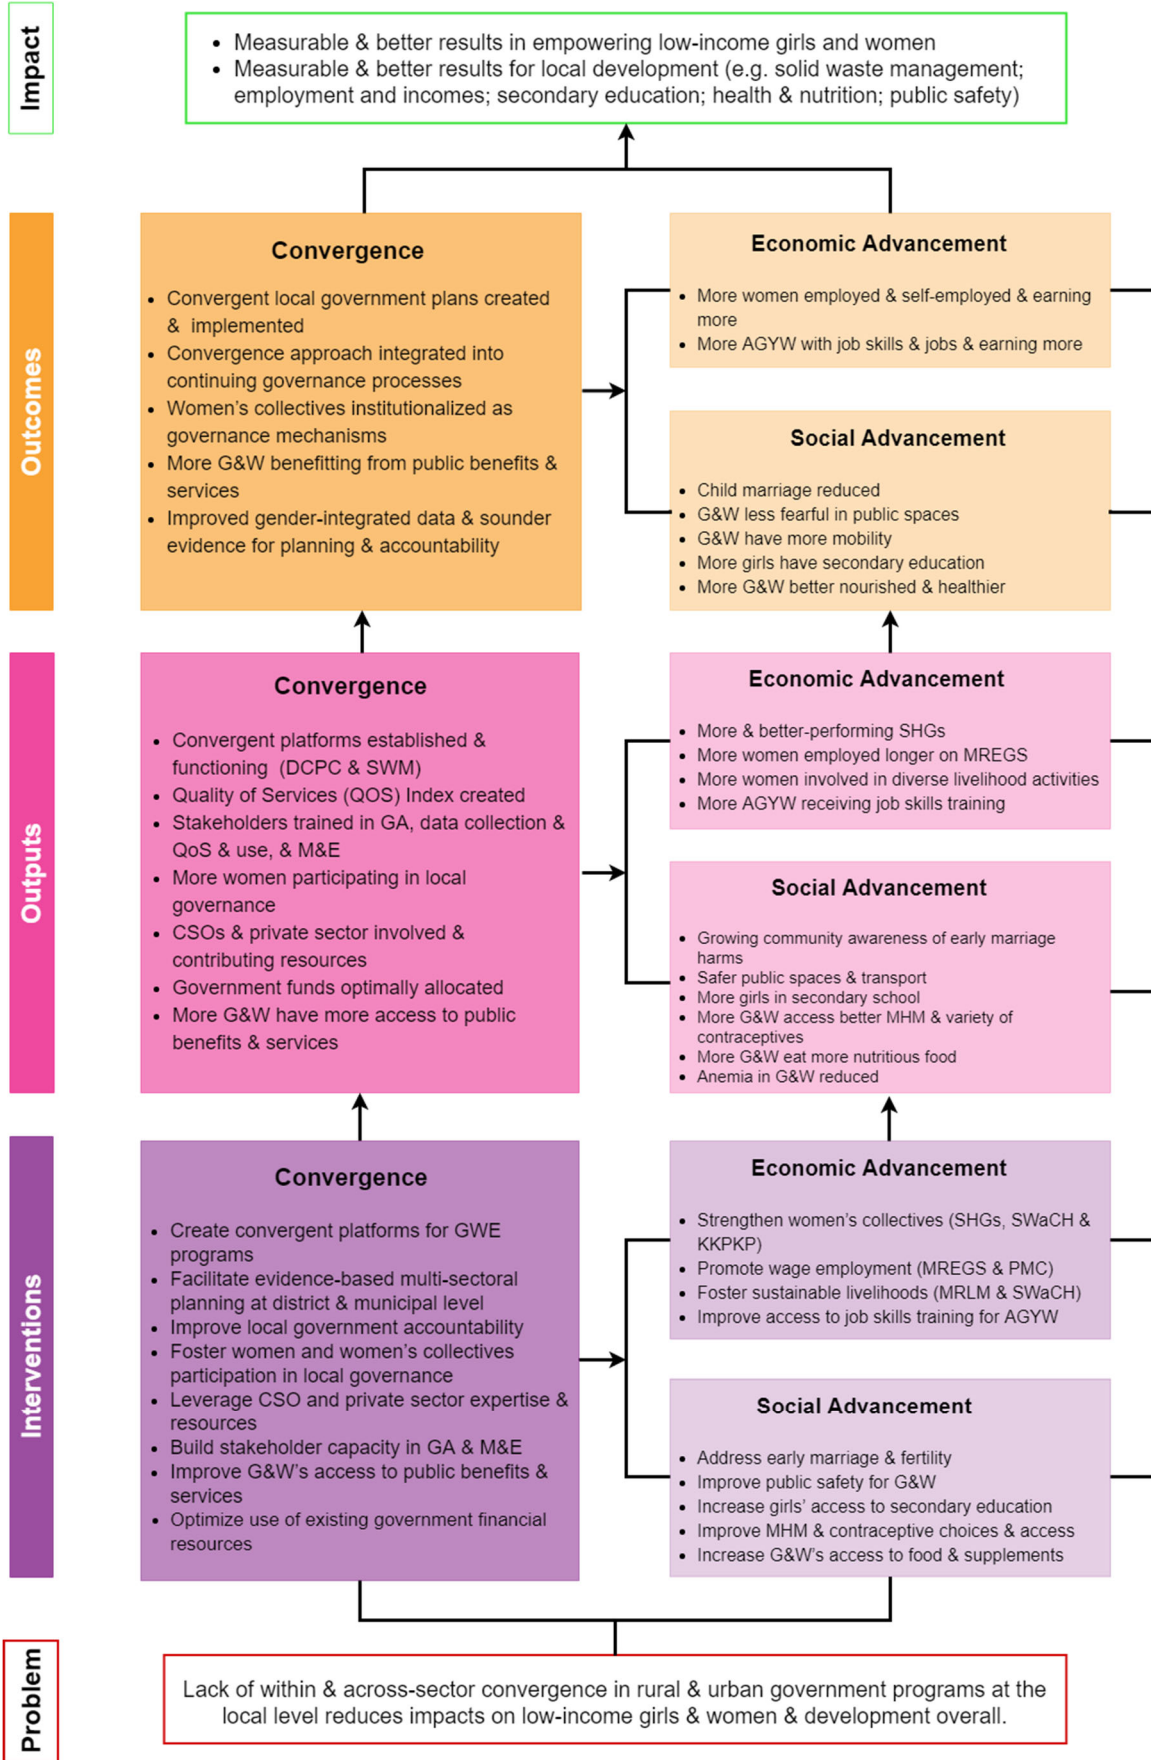 Impact
• Measurable & better results in empowering low-income girls and women
• Measurable & better results for local development (e.g. solid waste management;
employment and incomes; secondary education; health & nutrition; public safety)
Outcomes
Convergence
• Convergent local government plans created
& implemented
• Convergence approach integrated into
continuing governance processes
• Women's collectives institutionalized as
governance mechanisms
• More G&W benefitting from public benefits &
services
• Improved gender-integrated data & sounder
evidence for planning & accountability
Economic Advancement
• More women employed & self-employed & earning
more
• More AGYW with job skills & jobs & earning more
Social Advancement
• Child marriage reduced
• G&W less fearful in public spaces
• G&W have more mobility
• More girls have secondary education
• More G&W better nourished & healthier
Outputs
Convergence
• Convergent platforms established &
functioning (DCPC & SWM)
• Quality of Services (QOS) Index created
• Stakeholders trained in GA, data collection &
QoS & use, & M&E
• More women participating in local
governance
• CSOs & private sector involved &
contributing resources
• Government funds optimally allocated
• More G&W have more access to public
benefits & services
Economic Advancement
• More & better-performing SHGs
• More women employed longer on MREGS
• More women involved in diverse livelihood activities
• More AGYW receiving job skills training
Social Advancement
• Growing community awareness of early marriage
harms
• Safer public spaces & transport
• More girls in secondary school
• More G&W access better MHM & variety of
contraceptives
• More G&W eat more nutritious food
• Anemia in G&W reduced
Interventions
Convergence
• Create convergent platforms for GWE
programs
• Facilitate evidence-based multi-sectoral
planning at district & municipal level
• Improve local government accountability
• Foster women and women's collectives
participation in local governance
• Leverage CSO and private sector expertise &
resources
• Build stakeholder capacity in GA & M&E
• Improve G&W's access to public benefits &
services
• Optimize use of existing government financial
resources
Economic Advancement
• Strengthen women's collectives (SHGs, SWaCH &
KKPKP)
• Promote wage employment (MREGS & PMC)
• Foster sustainable livelihoods (MRLM & SWaCH)
• Improve access to job skills training for AGYW
Social Advancement
• Address early marriage & fertility
• Improve public safety for G&W
• Increase girls' access to secondary education
• Improve MHM & contraceptive choices & access
• Increase G&W's access to food & supplements
Problem
Lack of within & across-sector convergence in rural & urban government programs at the
local level reduces impacts on low-income girls & women & development overall.